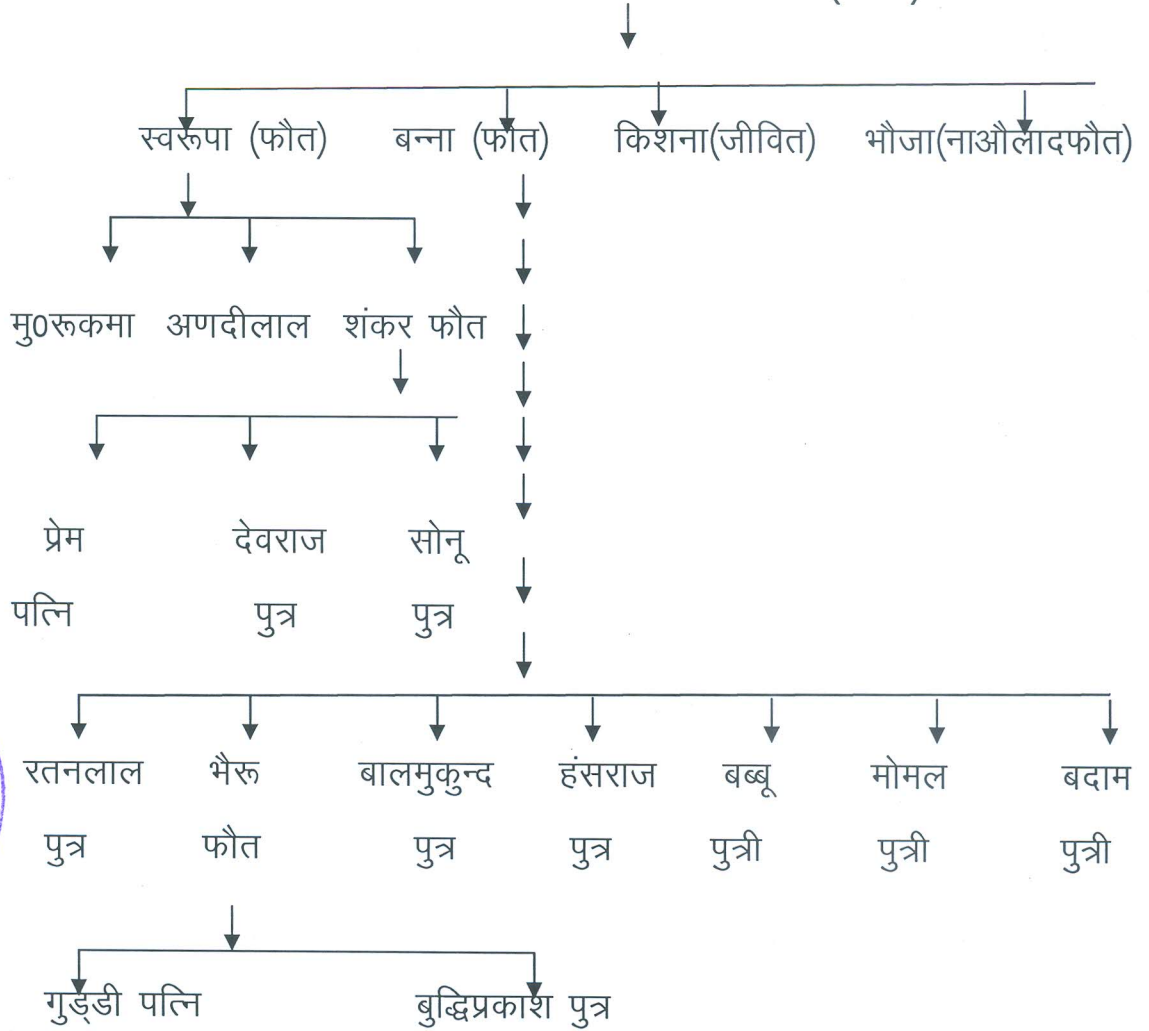 स्वरूपा (फौत) बन्ना (फौत) किशना(जीवित) भौजा(नाऔलादफौत)
मु0रूकमा अणदीलाल शंकर फौत
प्रेम देवराज सोनू
पत्नि पुत्र पुत्र
रतनलाल भैरू बालमुकुन्द हंसराज बब्बू मोमल बदाम
पुत्र फौत पुत्र पुत्र पुत्री पुत्री पुत्री
गुड्डी पत्नि बुद्धिप्रकाश पुत्र